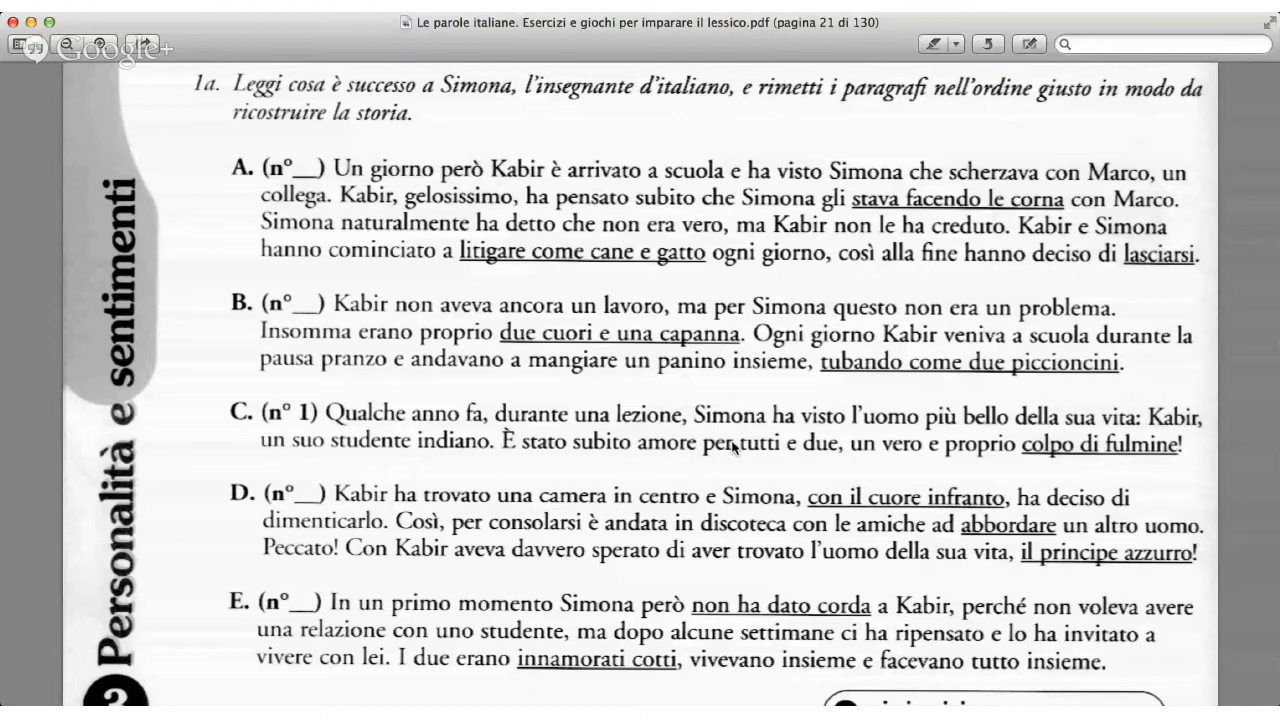 Le parole italiane. Esercizi e giochi per imparare il lessico.pdf (pagina 21 di 130)
Google+
1a. Leggi cosa è successo a Simona, l'insegnante d'italiano, e rimetti i paragrafi nell'ordine giusto in modo da
ricostruire la storia.
A. (n°__) Un giorno però Kabir è arrivato a scuola e ha visto Simona che scherzava con Marco, un
collega. Kabir, gelosissimo, ha pensato subito che Simona gli stava facendo le corna con Marco.
Simona naturalmente ha detto che non era vero, ma Kabir non le ha creduto. Kabir e Simona
hanno cominciato a litigare come cane e gatto ogni giorno, così alla fine hanno deciso di lasciarsi.
B. (n°__) Kabir non aveva ancora un lavoro, ma per Simona questo non era un problema.
Insomma erano proprio due cuori e una capanna. Ogni giorno Kabir veniva a scuola durante la
pausa pranzo e andavano a mangiare un panino insieme, tubando come due piccioncini.
C. (n° 1) Qualche anno fa, durante una lezione, Simona ha visto l'uomo più bello della sua vita: Kabir,
un suo studente indiano. È stato subito amore per tutti e due, un vero e proprio colpo di fulmine!
D. (n°__) Kabir ha trovato una camera in centro e Simona, con il cuore infranto, ha deciso di
dimenticarlo. Così, per consolarsi è andata in discoteca con le amiche ad abbordare un altro uomo.
Peccato! Con Kabir aveva davvero sperato di aver trovato l'uomo della sua vita, il principe azzurro!
E. (n°__) In un primo momento Simona però non ha dato corda a Kabir, perché non voleva avere
una relazione con uno studente, ma dopo alcune settimane ci ha ripensato e lo ha invitato a
vivere con lei. I due erano innamorati cotti, vivevano insieme e facevano tutto insieme.
Personalità e sentimenti